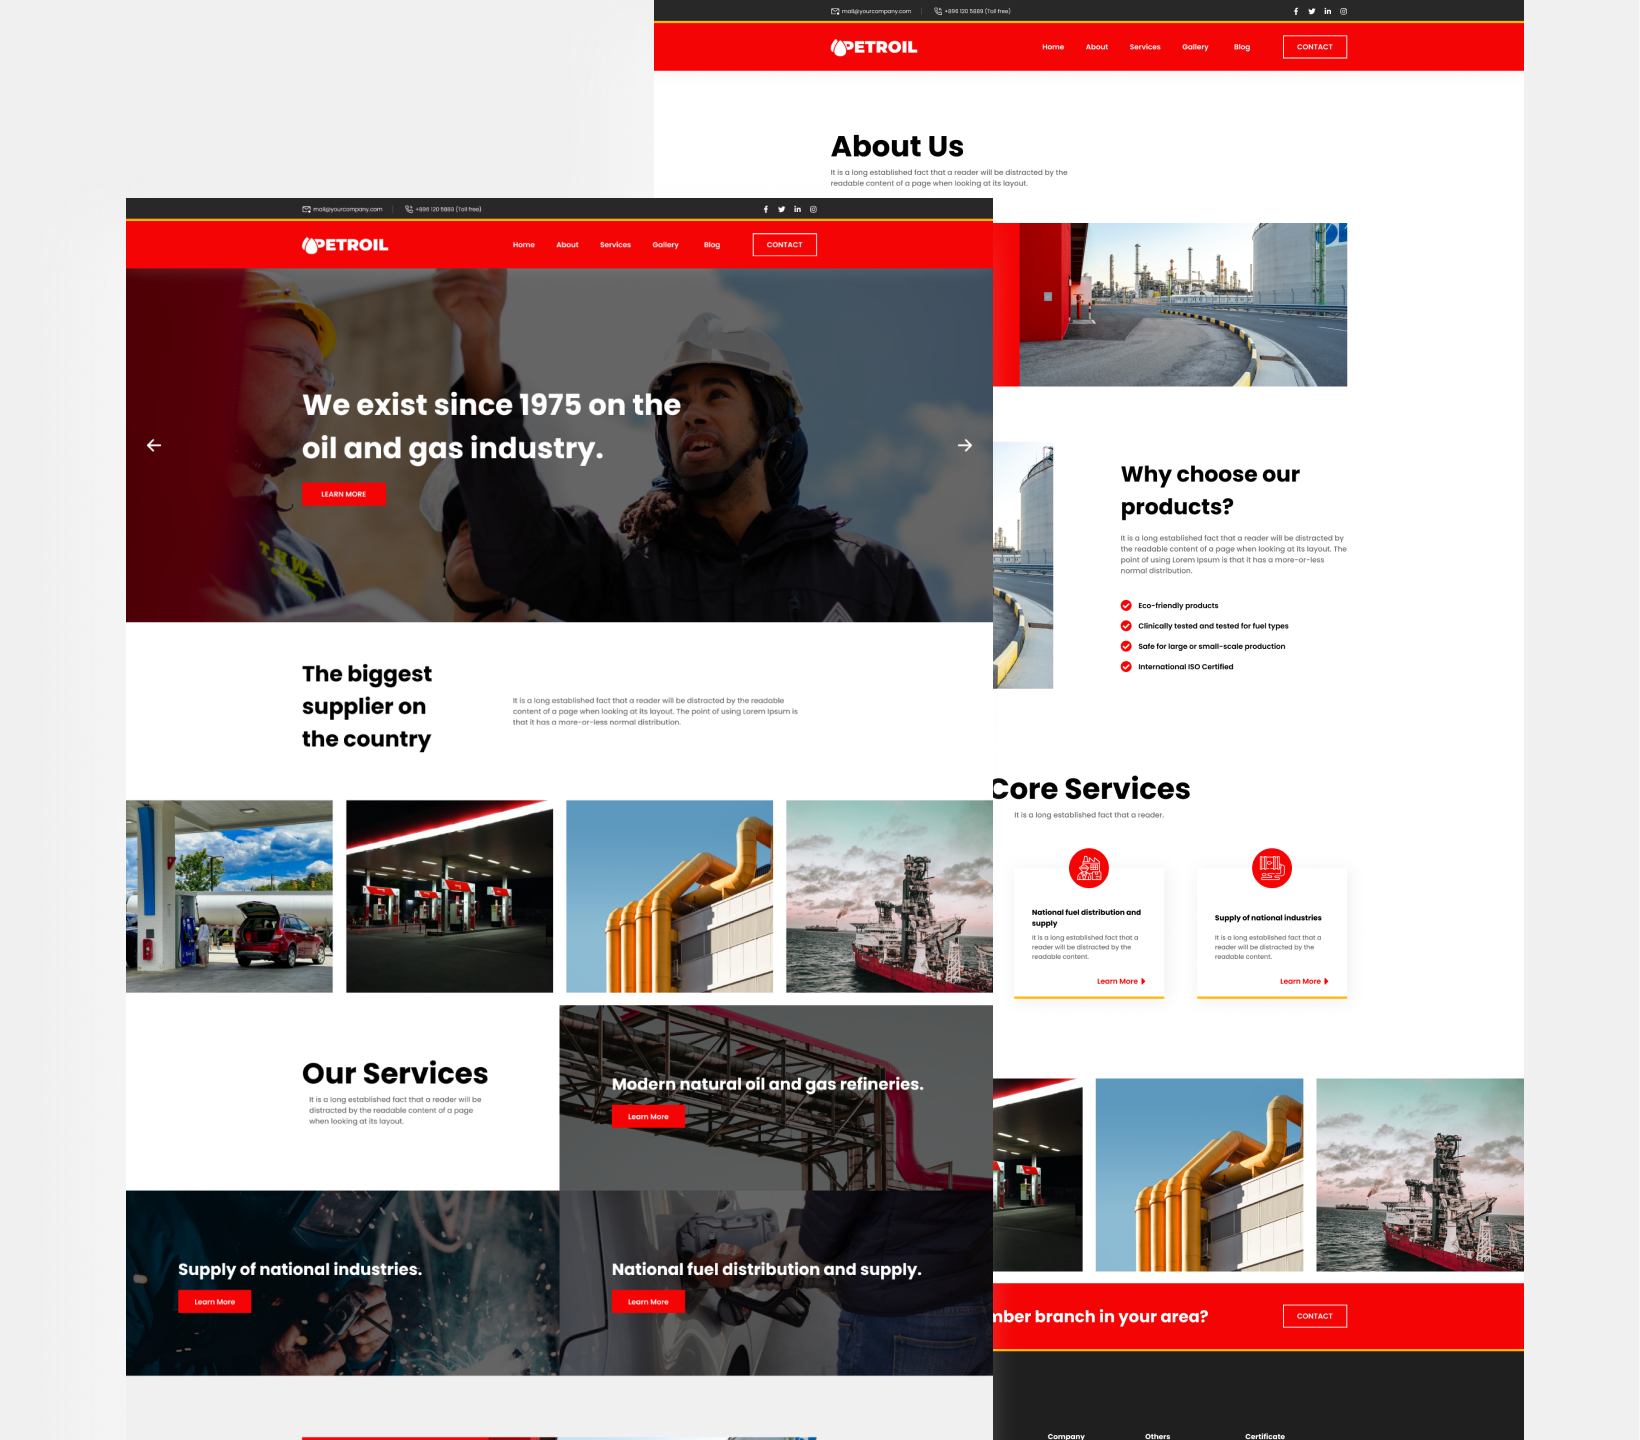 mail@yourcompany.com
+896 120 5889 (Toll free)
PETROIL
Home
About
Services
Gallery
Blog
CONTACT
About Us
It is a long established fact that a reader will be distracted by the
readable content of a page when looking at its layout.
mail@yourcompany.com
+896 120 5889 (Toll free)
PETROIL
Home
About
Services
Gallery
Blog
CONTACT
We exist since 1975 on the
oil and gas industry.
LEARN MORE
Why choose our
products?
It is a long established fact that a reader will be distracted by
the readable content of a page when looking at its layout. The
point of using Lorem Ipsum is that it has a more-or-less
normal distribution.
Eco-friendly products
Clinically tested and tested for fuel types
Safe for large or small-scale production
International ISO Certified
The biggest
supplier on
the country
It is a long established fact that a reader will be distracted by the readable
content of a page when looking at its layout. The point of using Lorem Ipsum is
that it has a more-or-less normal distribution.
Core Services
It is a long established fact that a reader.
National fuel distribution and
supply
It is a long established fact that a
reader will be distracted by the
readable content.
Learn More
Supply of national industries
It is a long established fact that a
reader will be distracted by the
readable content.
Learn More
Our Services
It is a long established fact that a reader will be
distracted by the readable content of a page
when looking at its layout.
Modern natural oil and gas refineries.
Learn More
Supply of national industries.
Learn More
National fuel distribution and supply.
Learn More
mber branch in your area?
CONTACT
Company
Others
Certificate